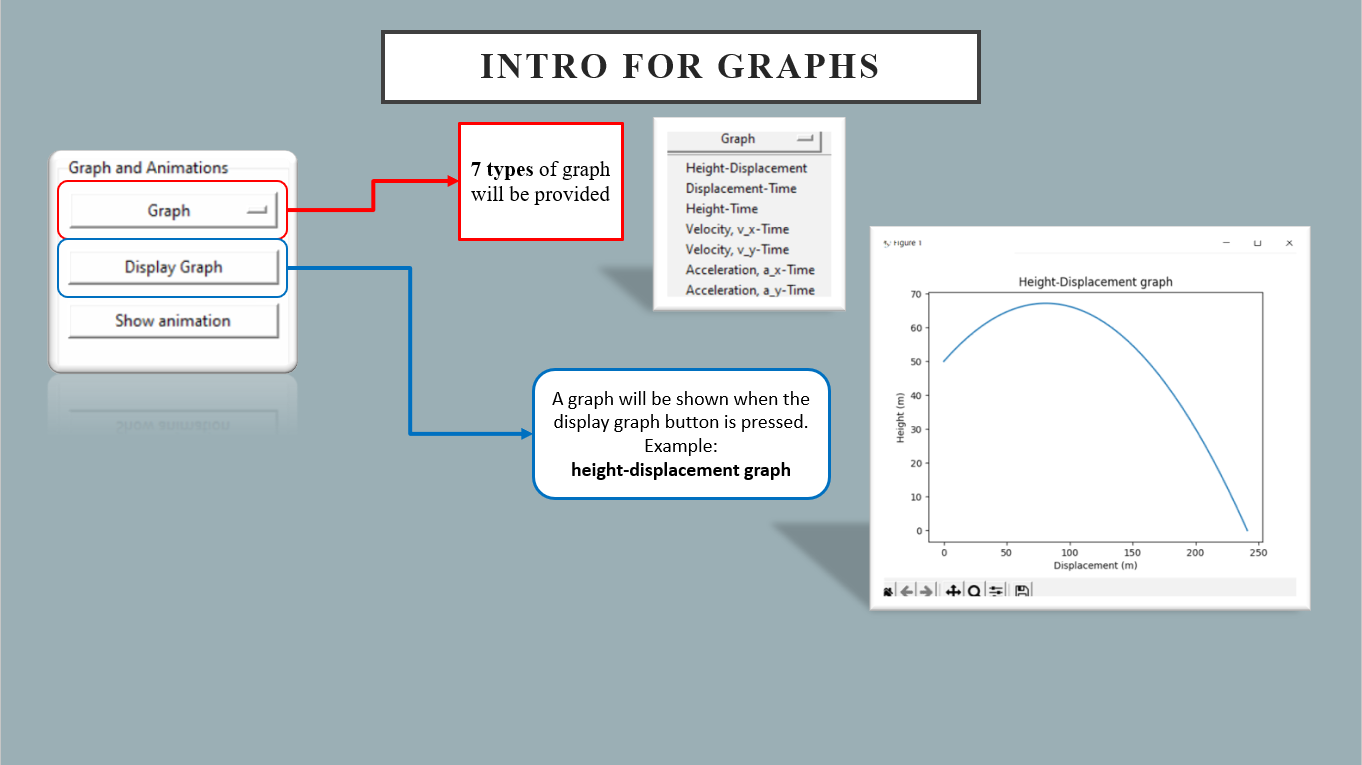 INTRO FOR GRAPHS
Graph and Animations
Graph
Display Graph
Show animation
7 types of graph
will be provided
Graph
Height-Displacement
Displacement-Time
Height-Time
Velocity, v_x-Time
Velocity, v_y-Time
Acceleration, a_x-Time
Acceleration, a_y-Time
A graph will be shown when the
display graph button is pressed.
Example:
height-displacement graph
Figure 1
Height-Displacement graph
70
60
50
40
30
20
10
0
Height (m)
0 50 100 150 200 250
Displacement (m)